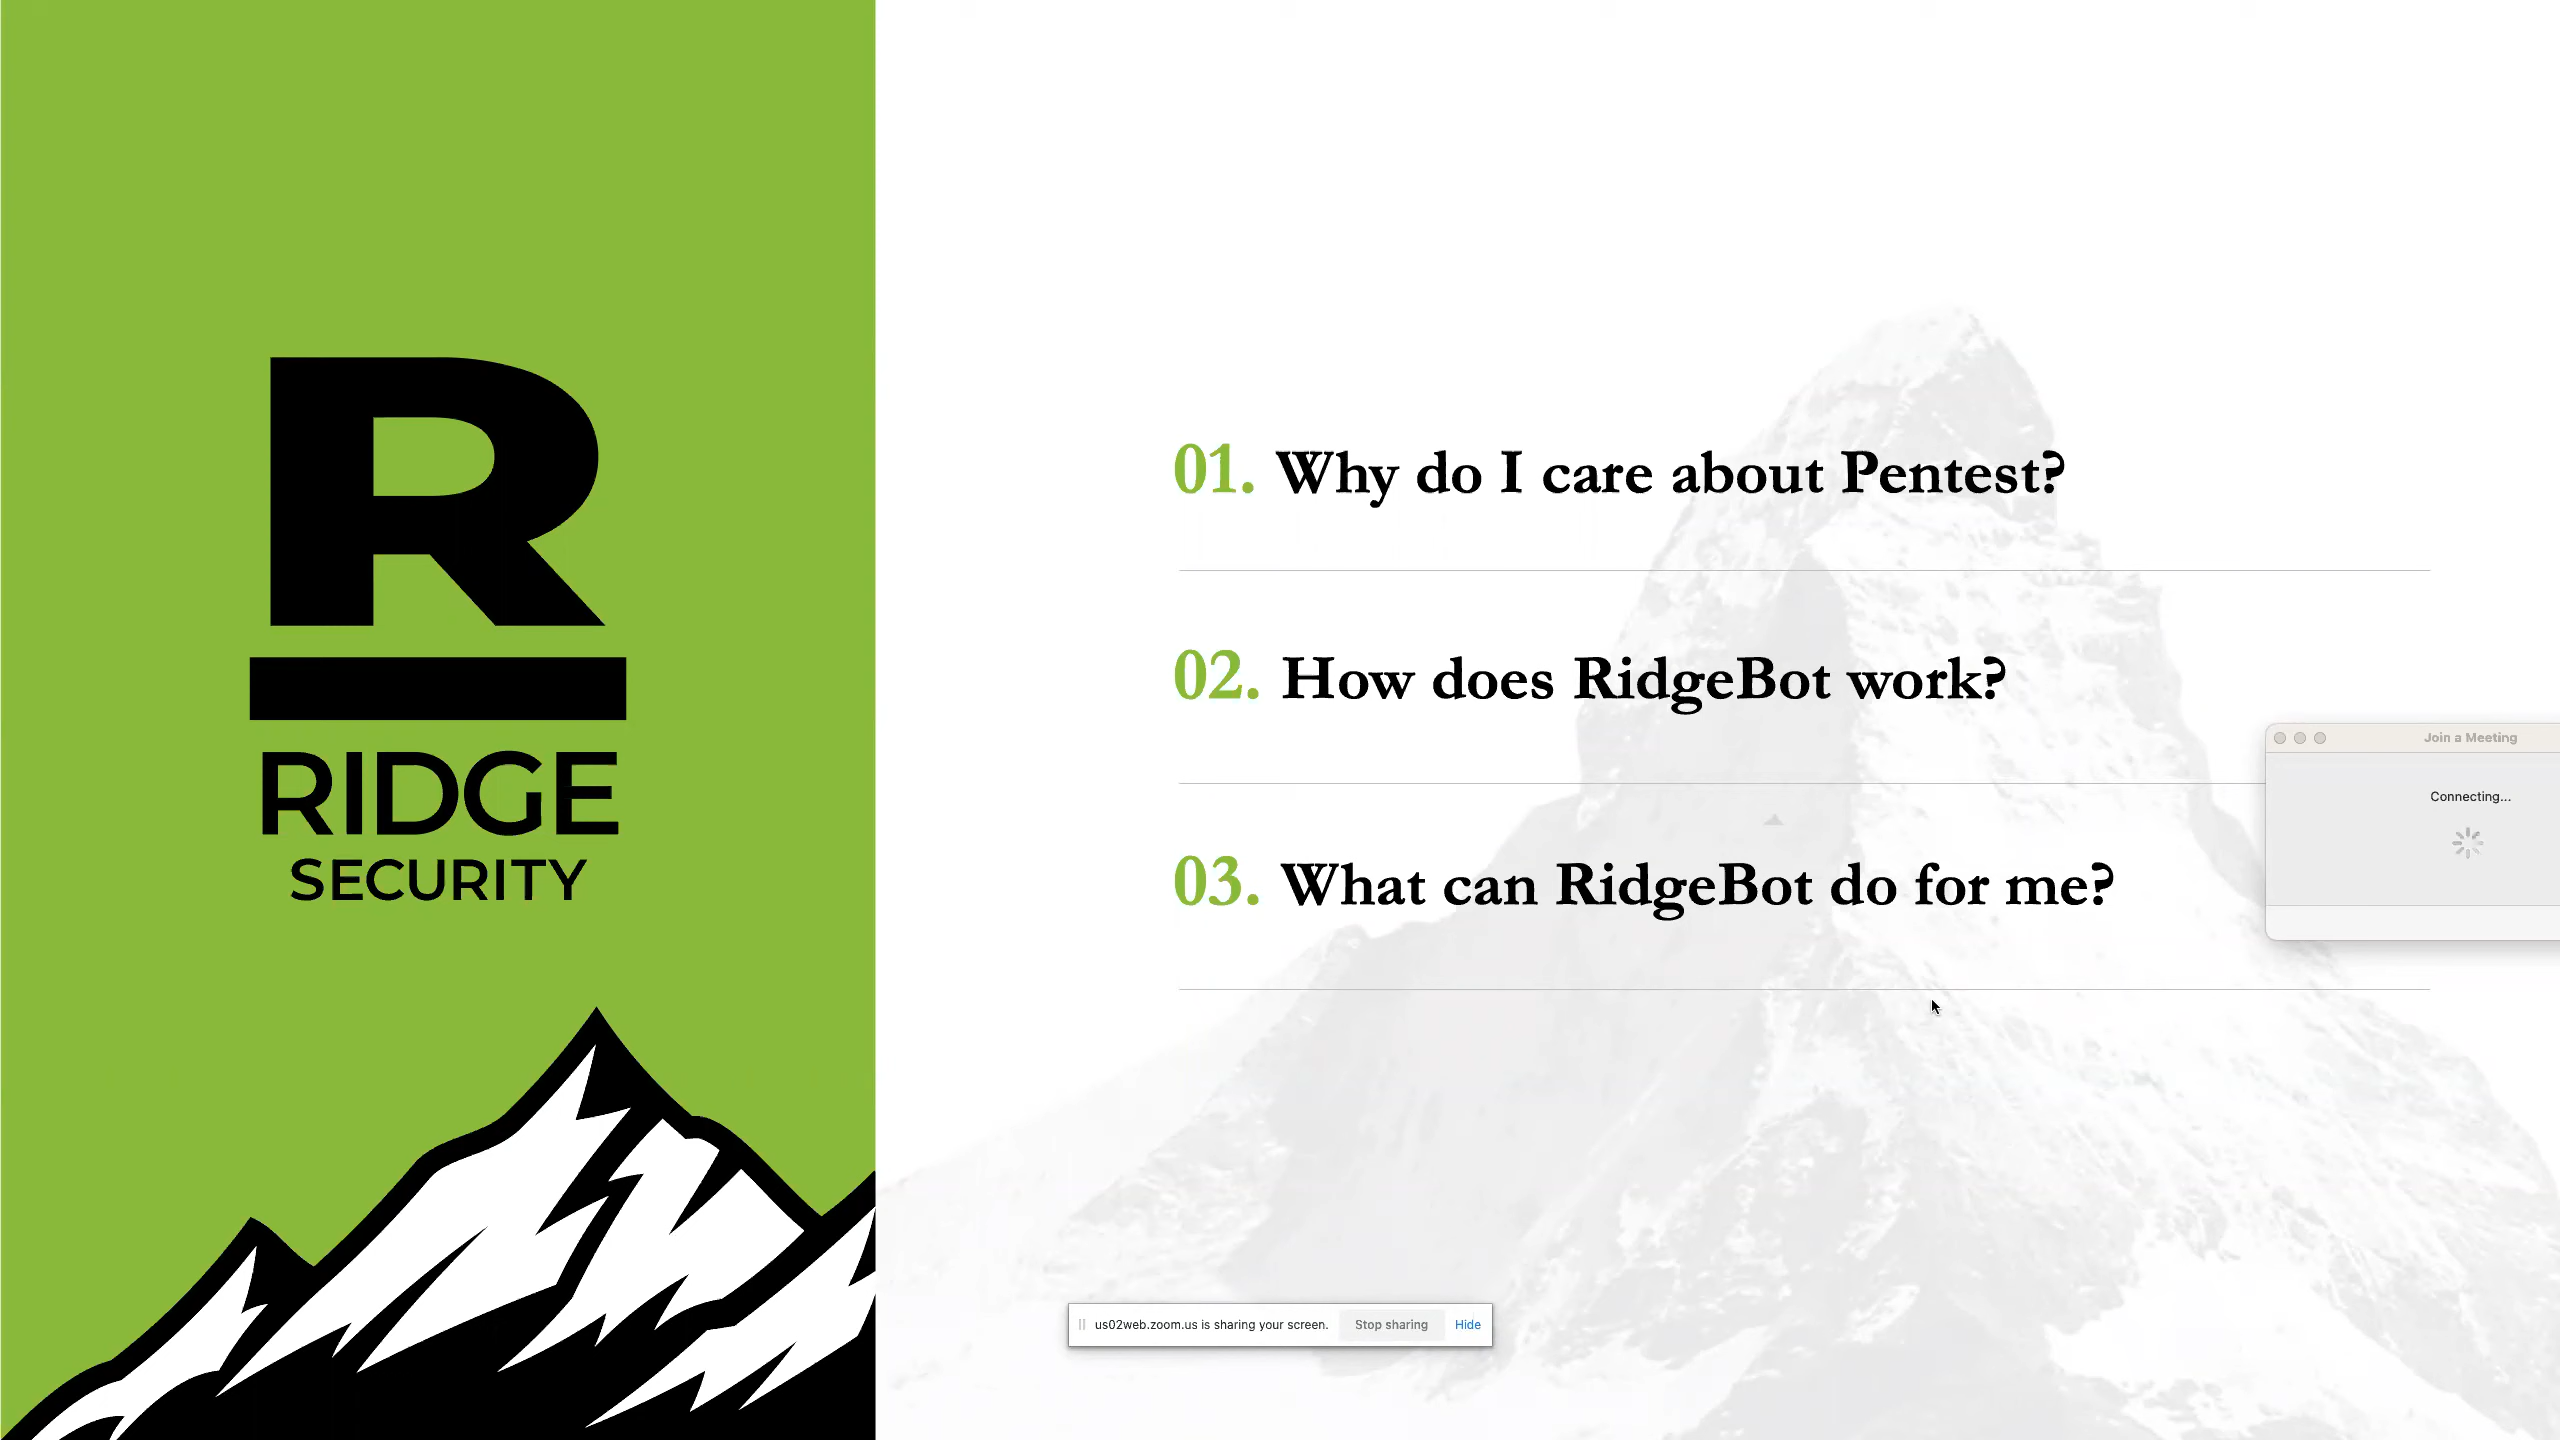 R
RIDGE
SECURITY
01. Why do I care about Pentest?
02. How does RidgeBot work?
03. What can RidgeBot do for me?
Join a Meeting
Connecting...
us02web.zoom.us is sharing your screen. Stop sharing Hide